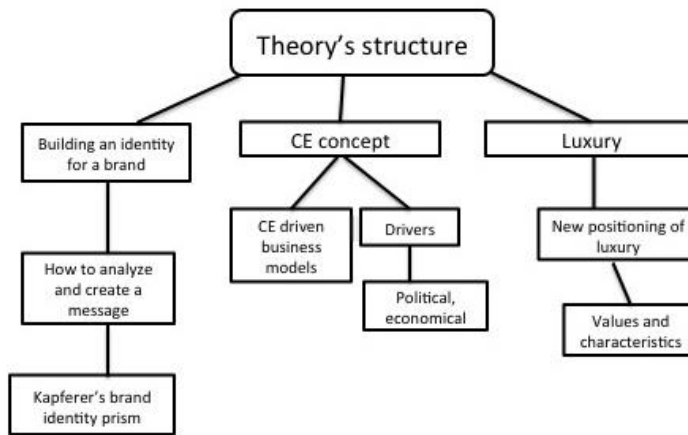 Theory's structure
Building an identity
for a brand
CE concept
Luxury
CE driven
business
models
Drivers
New positioning of
luxury
How to analyze
and create a
message
Political,
economical
Values and
characteristics
Kapferer's brand
identity prism